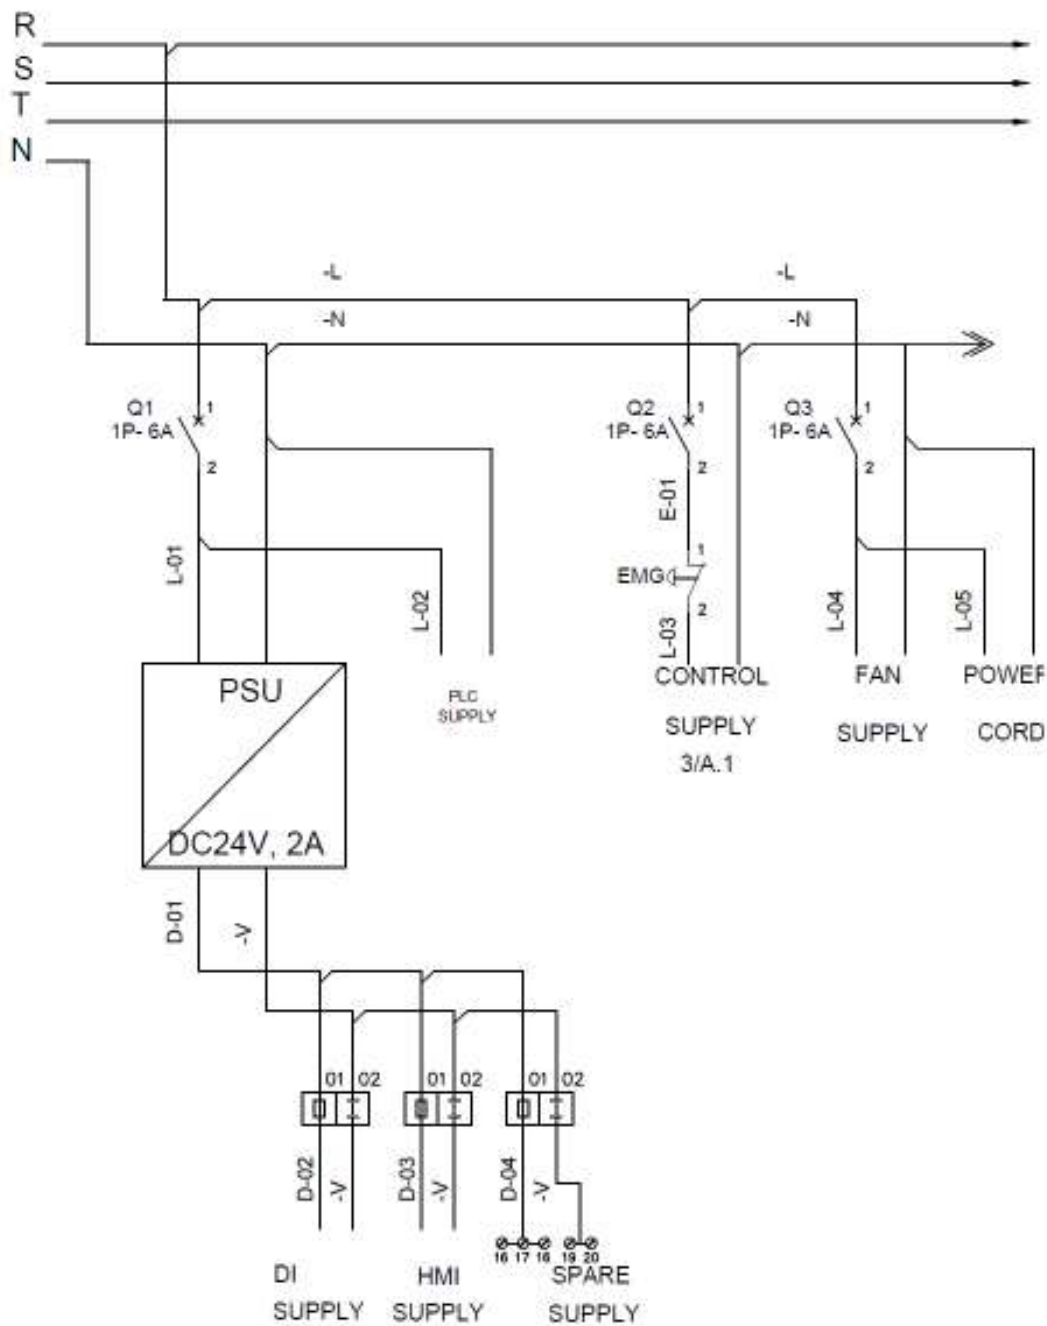 R
S
T
N
-L
-L
-N
-N
Q1
1P- 6A
1
2
Q2
1P- 6A
1
2
Q3
1P- 6A
1
2
L-01
L-02
E-01
EMG
1
2
L-03
L-04
L-05
PSU
DC24V, 2A
PLC
SUPPLY
CONTROL
SUPPLY
3/A.1
FAN
SUPPLY
POWER
CORD
D-01
-V
01 02
01 02
01 02
D-02
-V
D-03
-V
D-04
-V
16 17 16
19 20
DI
SUPPLY
HMI
SUPPLY
SPARE
SUPPLY